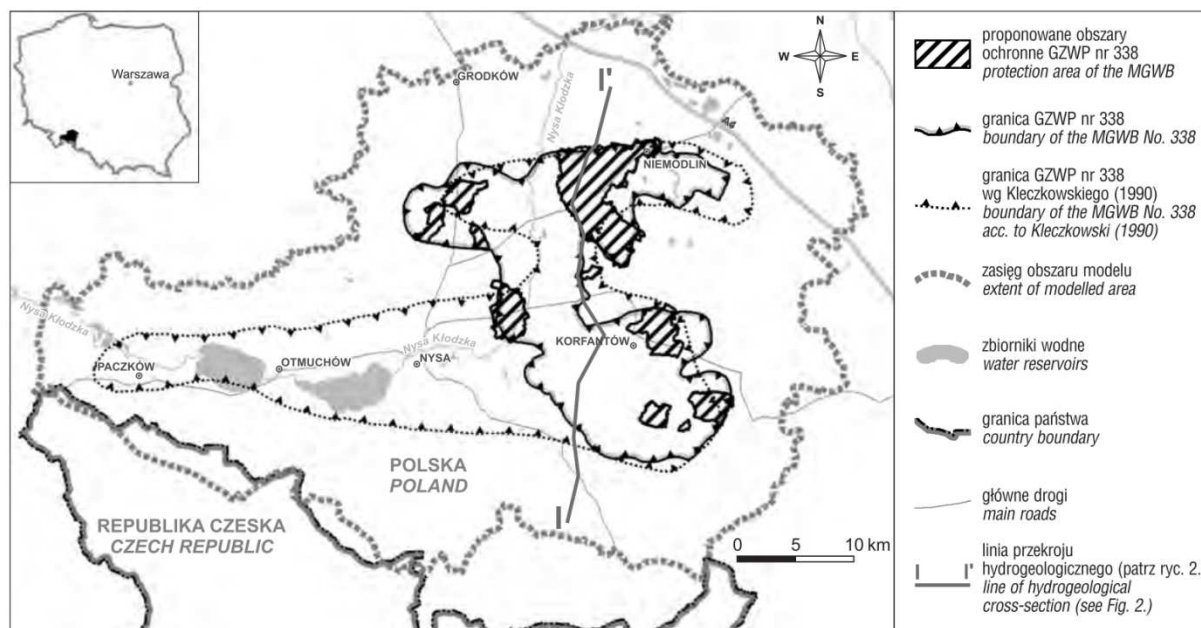 Warszawa
N
W E
S
GRODKÓW
I'
Nysa Kłodzka
NIEMODLIN
Nysa Kłodzka
Nysa Kłodzka
PACZKÓW
OTMUCHÓW
NYSA
KORFANTÓW
POLSKA
POLAND
REPUBLIKA CZESKA
CZECH REPUBLIC
I
0 5 10 km
proponowane obszary
ochronne GZWP nr 338
protection area of the MGWB
granica GZWP nr 338
boundary of the MGWB No. 338
granica GZWP nr 338
wg Kleczkowskiego (1990)
boundary of the MGWB No. 338
acc. to Kleczkowski (1990)
zasięg obszaru modelu
extent of modelled area
zbiorniki wodne
water reservoirs
granica państwa
country boundary
główne drogi
main roads
I I'
linia przekroju
hydrogeologicznego (patrz ryc. 2.
line of hydrogeological
cross-section (see Fig. 2.)